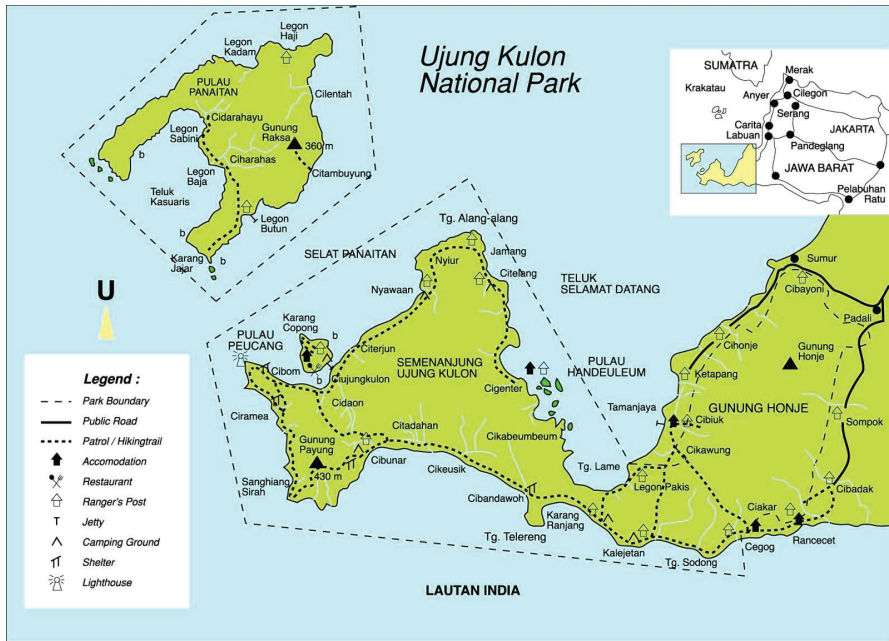 Ujung Kulon
National Park
Legon
Haji
Legon
Kadam
PULAU
PANAITAN
Cilentah
Cidarahayu
Legon
Sabini
Gunung
Raksa
360 m
Ciharahas
Citambuyung
b
Legon
Baja
Teluk
Kasuaris
b
Legon
Butun
Karang
Jajar
b
SUMATRA
Merak
Krakatau
Anyer
Cilegon
Serang
JAKARTA
Carita
Labuan
Pandeglang
JAWA BARAT
Pelabuhan
Ratu
Tg. Alang-alang
SELAT PANAITAN
Nyiur
Jamang
Citelang
Nyawaan
TELUK
SELAMAT DATANG
Sumur
Cibayoni
Padali
U
Karang
Copong
b
PULAU
PEUCANG
Citerjun
Cibom
b
Ciujungkulon
SEMENANJUNG
UJUNG KULON
Cihonje
Gunung
Honje
PULAU
HANDEULEUM
Ketapang
Cigenter
Ciramea
Cidaon
Tamanjaya
GUNUNG HONJE
Cibiuk
Citadahan
Sompok
Gunung
Payung
430 m
Cikabeumbeum
Cikawung
Cibunar
Cikeusik
Tg. Lame
Sanghiang
Sirah
Legon Pakis
Cibadak
Cibandawoh
Karang
Ranjang
Ciakar
Tg. Telereng
Kalejetan
Tg. Sodong
Cegog
Rancecet
LAUTAN INDIA
Legend :
Park Boundary
Public Road
Patrol / Hikingtrail
Accomodation
Restaurant
Ranger's Post
Jetty
Camping Ground
Shelter
Lighthouse